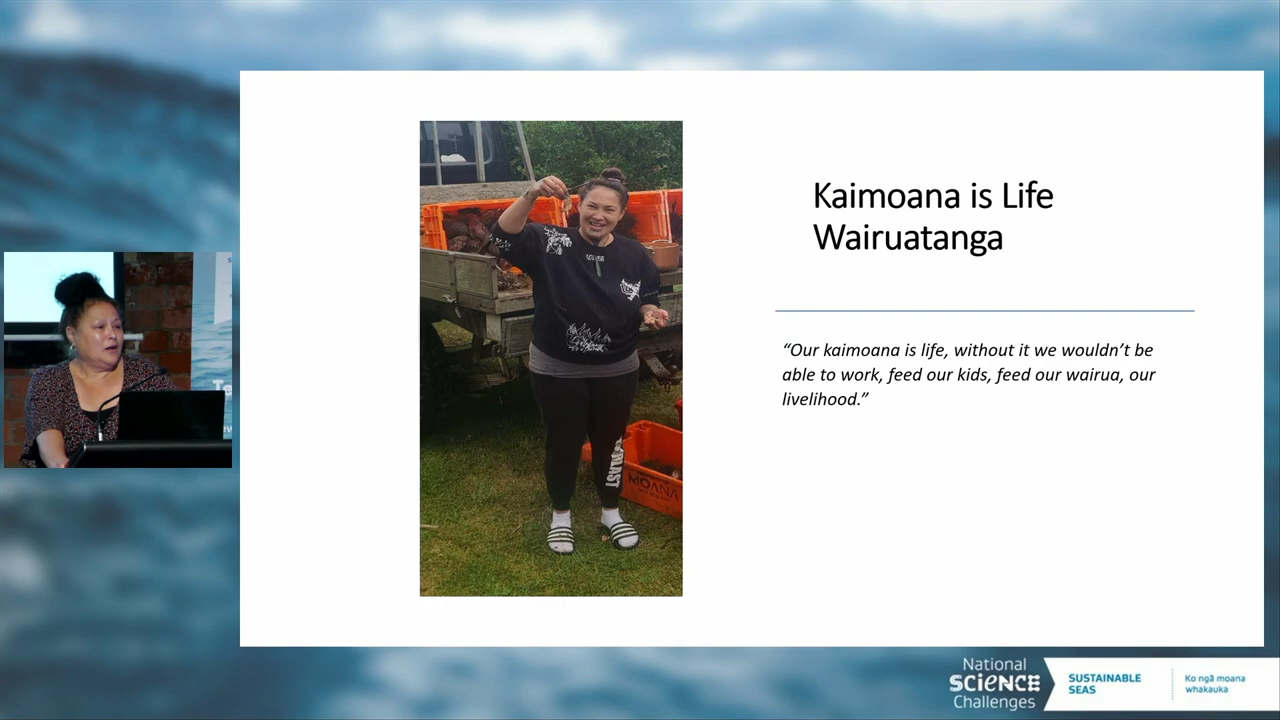 Kaimoana is Life
Wairuatanga
“Our kaimoana is life, without it we wouldn’t be
able to work, feed our kids, feed our wairua, our
livelihood.”
MOANA
National
SCIENCE
Challenges
SUSTAINABLE
SEAS
Ko ngā moana
whakauka